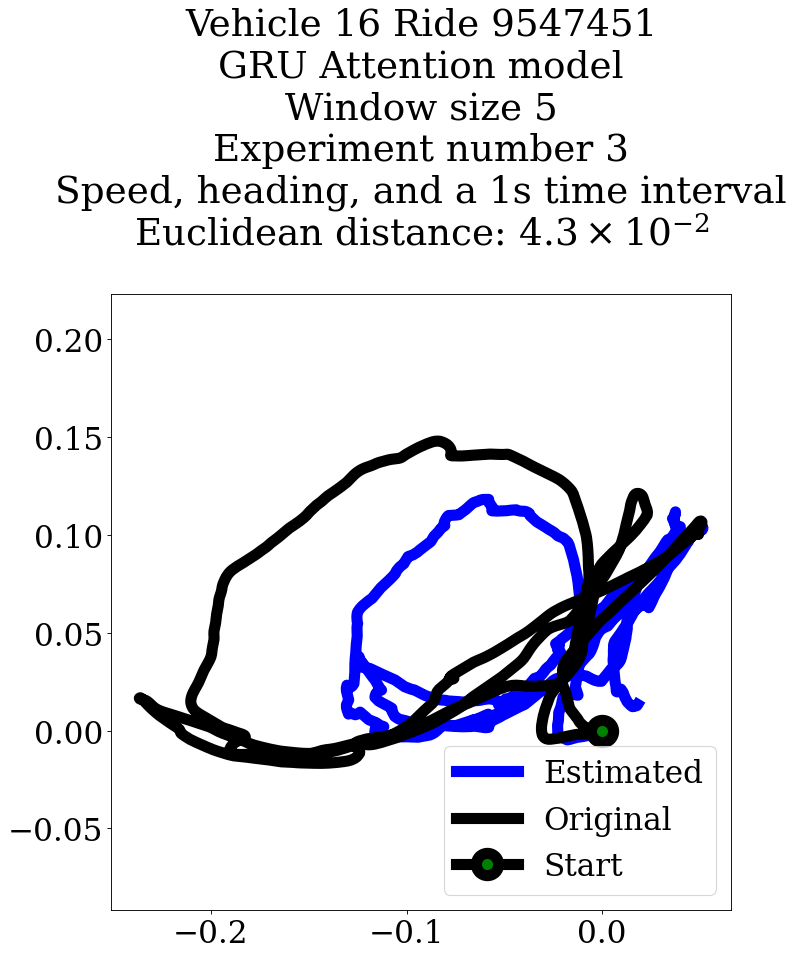 Vehicle 16 Ride 9547451
GRU Attention model
Window size 5
Experiment number 3
Speed, heading, and a 1s time interval
Euclidean distance: 4.3 × 10⁻²
0.20
0.15
0.10
0.05
0.00
−0.05
−0.2
−0.1
0.0
Estimated
Original
Start